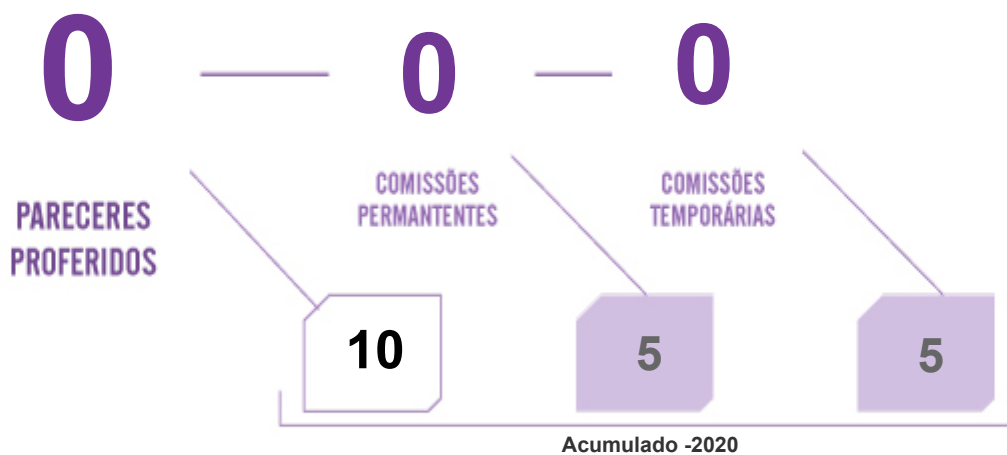 0
0
0
PARECERES
PROFERIDOS
COMISSÕES
PERMANTENTES
COMISSÕES
TEMPORÁRIAS
10
5
5
Acumulado -2020